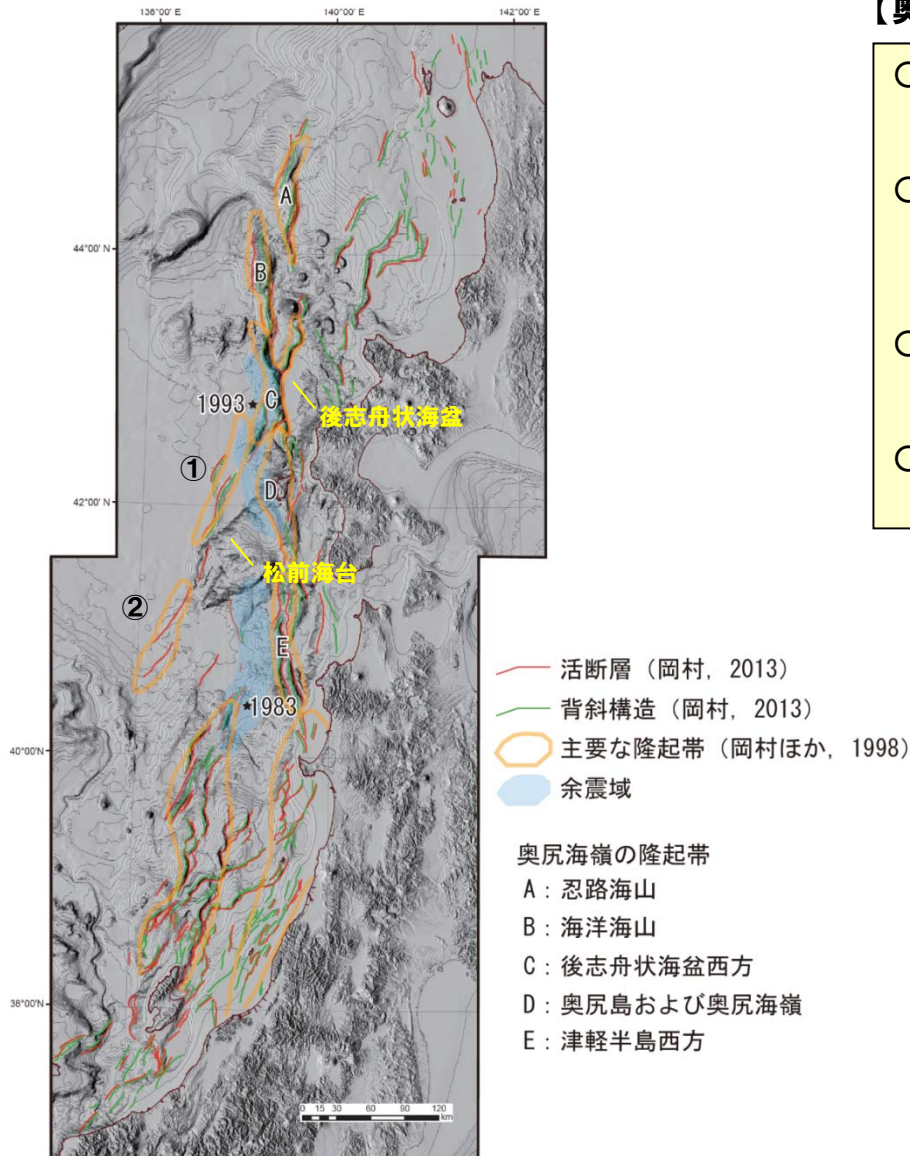 136°00' E
140°00' E
142°00' E
【奥
○
○
○
○
A
44°00' N
B
1993
C
後志舟状海盆
①
D
42°00' N
松前海台
②
E
1983
40°00'N
38°00'N
0 15 30 60 90 120
km
活断層（岡村，2013）
背斜構造（岡村，2013）
主要な隆起帯（岡村ほか，1998）
余震域
奥尻海嶺の隆起帯
A：忍路海山
B：海洋海山
C：後志舟状海盆西方
D：奥尻島および奥尻海嶺
E：津軽半島西方